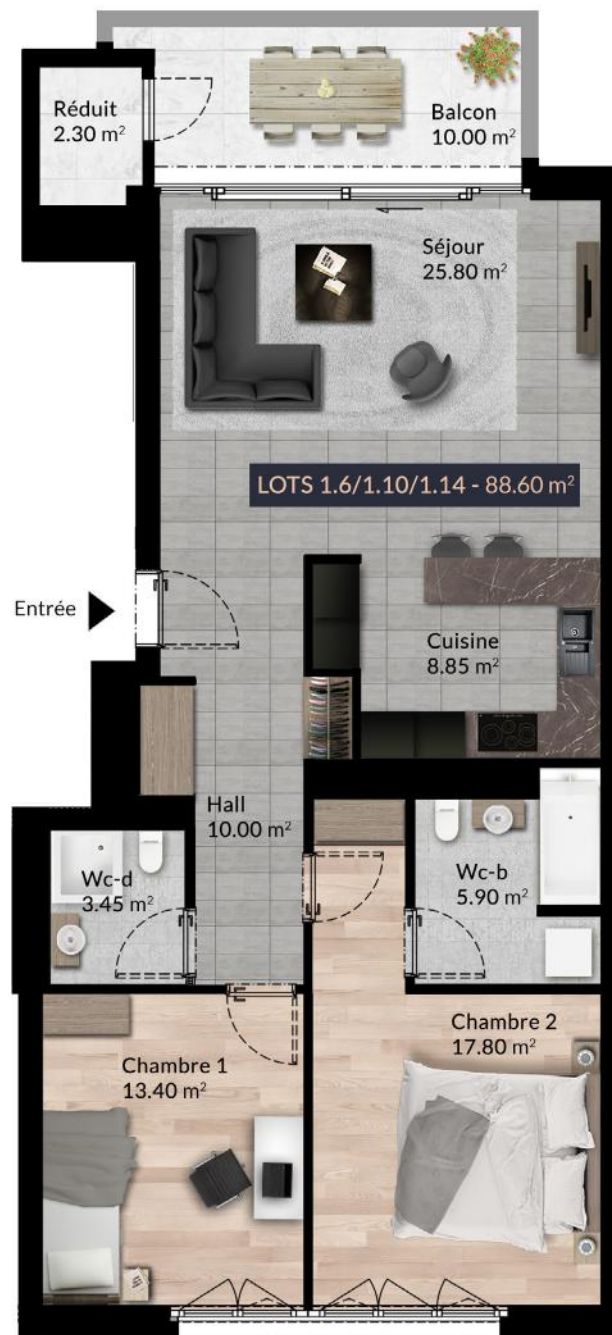 Réduit
2.30 m²
Balcon
10.00 m²
Séjour
25.80 m²
LOTS 1.6/1.10/1.14 - 88.60 m²
Entrée
Cuisine
8.85 m²
Hall
10.00 m²
Wc-d
3.45 m²
Wc-b
5.90 m²
Chambre 1
13.40 m²
Chambre 2
17.80 m²